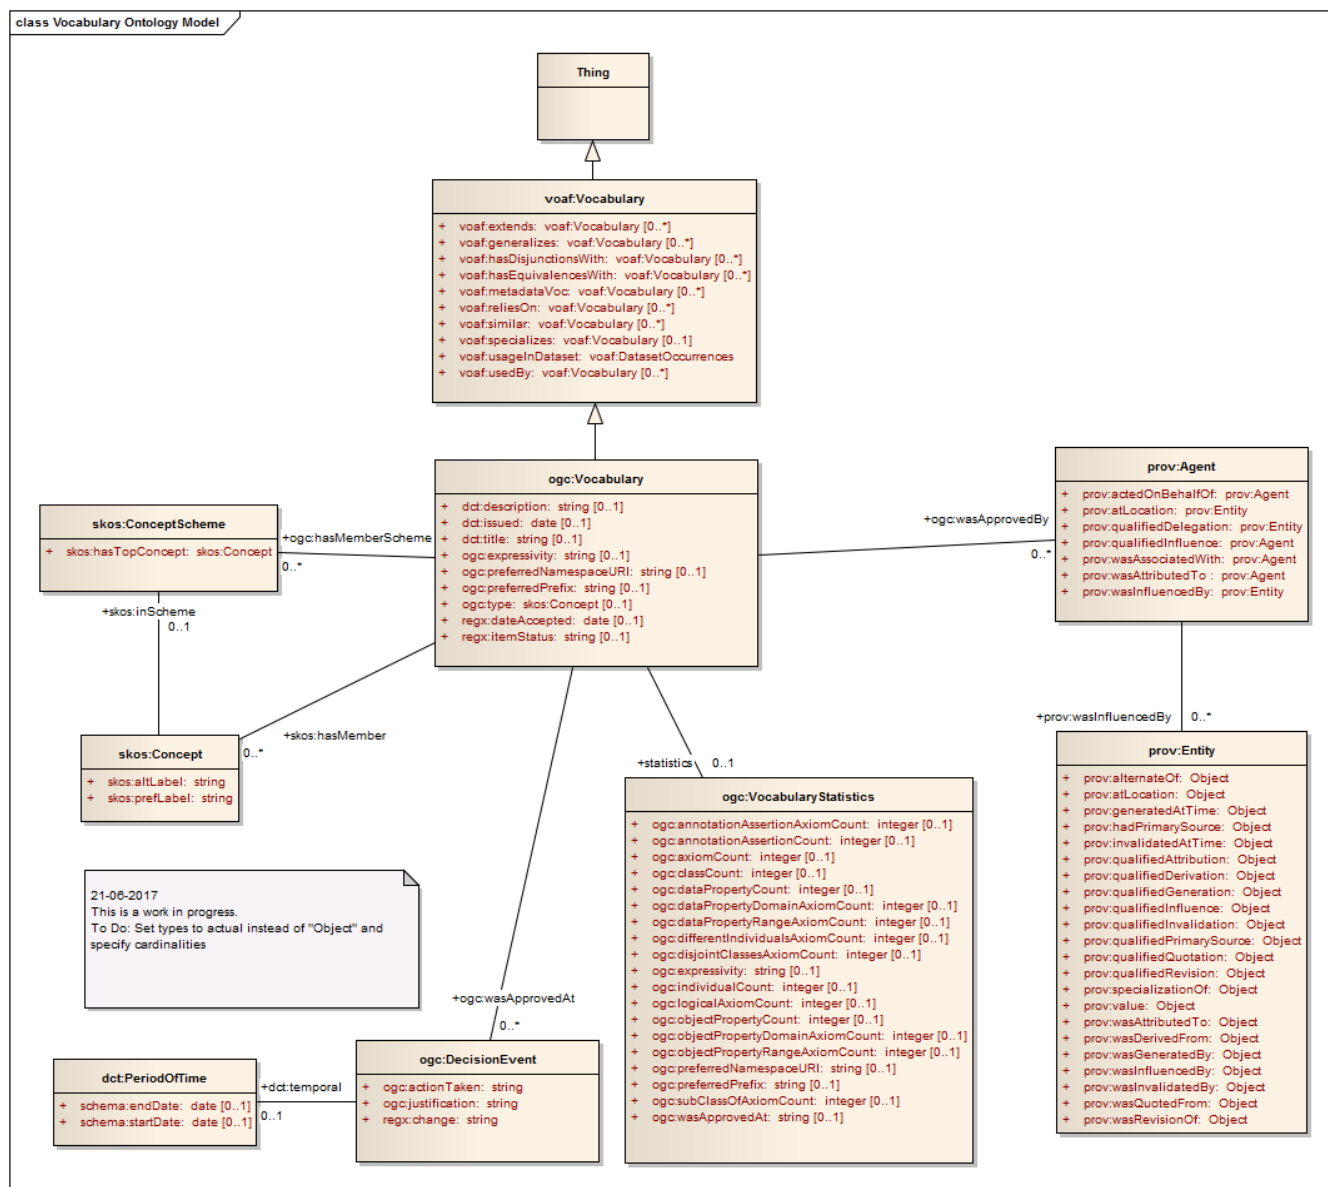 class Vocabulary Ontology Model
Thing
voaf:Vocabulary
+ voaf:extends: voaf:Vocabulary [0..*]
+ voaf:generalizes: voaf:Vocabulary [0..*]
+ voaf:hasDisjunctionsWith: voaf:Vocabulary [0..*]
+ voaf:hasEquivalencesWith: voaf:Vocabulary [0..*]
+ voaf:metadataVoc: voaf:Vocabulary [0..*]
+ voaf:reliesOn: voaf:Vocabulary [0..*]
+ voaf:similar: voaf:Vocabulary [0..*]
+ voaf:specializes: voaf:Vocabulary [0..1]
+ voaf:usageInDataset: voaf:DatasetOccurrences
+ voaf:usedBy: voaf:Vocabulary [0..*]
ogc:Vocabulary
+ dct:description: string [0..1]
+ dct:issued: date [0..1]
+ dct:title: string [0..1]
+ ogc:expressivity: string [0..1]
+ ogc:preferredNamespaceURI: string [0..1]
+ ogc:preferredPrefix: string [0..1]
+ ogc:type: skos:Concept [0..1]
+ regx:dateAccepted: date [0..1]
+ regx:itemStatus: string [0..1]
+ogc:wasApprovedBy
0..*
prov:Agent
+ prov:actedOnBehalfOf: prov:Agent
+ prov:atLocation: prov:Entity
+ prov:qualifiedDelegation: prov:Entity
+ prov:qualifiedInfluence: prov:Agent
+ prov:wasAssociatedWith: prov:Agent
+ prov:wasAttributedTo : prov:Agent
+ prov:wasInfluencedBy: prov:Entity
skos:ConceptScheme
+ skos:hasTopConcept: skos:Concept
+ogc:hasMemberScheme
0..*
+skos:inScheme
0..1
skos:Concept
+ skos:altLabel: string
+ skos:prefLabel: string
0..*
+skos:hasMember
+prov:wasInfluencedBy
0..*
prov:Entity
+ prov:alternateOf: Object
+ prov:atLocation: Object
+ prov:generatedAtTime: Object
+ prov:hadPrimarySource: Object
+ prov:invalidatedAtTime: Object
+ prov:qualifiedAttribution: Object
+ prov:qualifiedDerivation: Object
+ prov:qualifiedGeneration: Object
+ prov:qualifiedInfluence: Object
+ prov:qualifiedInvalidation: Object
+ prov:qualifiedPrimarySource: Object
+ prov:qualifiedQuotation: Object
+ prov:qualifiedRevision: Object
+ prov:specializationOf: Object
+ prov:value: Object
+ prov:wasAttributedTo: Object
+ prov:wasDerivedFrom: Object
+ prov:wasGeneratedBy: Object
+ prov:wasInfluencedBy: Object
+ prov:wasInvalidatedBy: Object
+ prov:wasQuotedFrom: Object
+ prov:wasRevisionOf: Object
+statistics
0..1
ogc:VocabularyStatistics
+ ogc:annotationAssertionAxiomCount: integer [0..1]
+ ogc:annotationAssertionCount: integer [0..1]
+ ogc:axiomCount: integer [0..1]
+ ogc:classCount: integer [0..1]
+ ogc:dataPropertyCount: integer [0..1]
+ ogc:dataPropertyDomainAxiomCount: integer [0..1]
+ ogc:dataPropertyRangeAxiomCount: integer [0..1]
+ ogc:differentIndividualsAxiomCount: integer [0..1]
+ ogc:disjointClassesAxiomCount: integer [0..1]
+ ogc:expressivity: string [0..1]
+ ogc:individualCount: integer [0..1]
+ ogc:logicalAxiomCount: integer [0..1]
+ ogc:objectPropertyCount: integer [0..1]
+ ogc:objectPropertyDomainAxiomCount: integer [0..1]
+ ogc:objectPropertyRangeAxiomCount: integer [0..1]
+ ogc:preferredNamespaceURI: string [0..1]
+ ogc:preferredPrefix: string [0..1]
+ ogc:subClassOfAxiomCount: integer [0..1]
+ ogc:wasApprovedAt: string [0..1]
21-06-2017
This is a work in progress.
To Do: Set types to actual instead of "Object" and
specify cardinalities
+ogc:wasApprovedAt
0..*
ogc:DecisionEvent
+ ogc:actionTaken: string
+ ogc:justification: string
+ regx:change: string
+dct:temporal
0..1
dct:PeriodOfTime
+ schema:endDate: date [0..1]
+ schema:startDate: date [0..1]